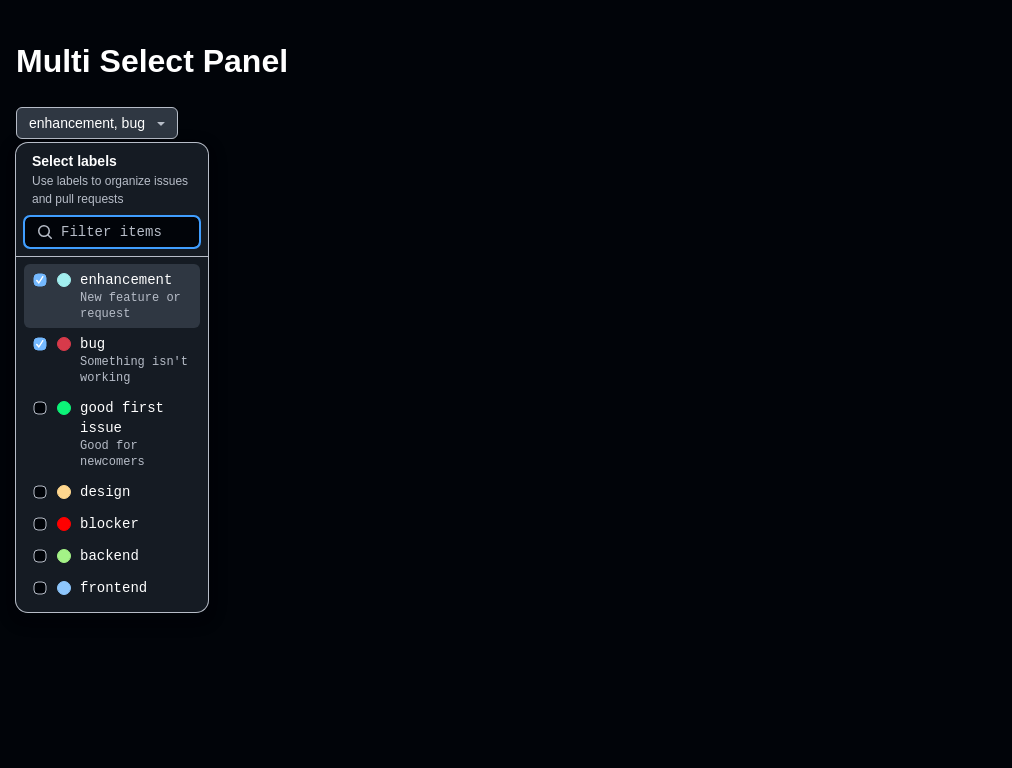 Multi Select Panel
enhancement, bug
Select labels
Use labels to organize issues
and pull requests
Filter items
enhancement
New feature or
request
bug
Something isn't
working
good first
issue
Good for
newcomers
design
blocker
backend
frontend